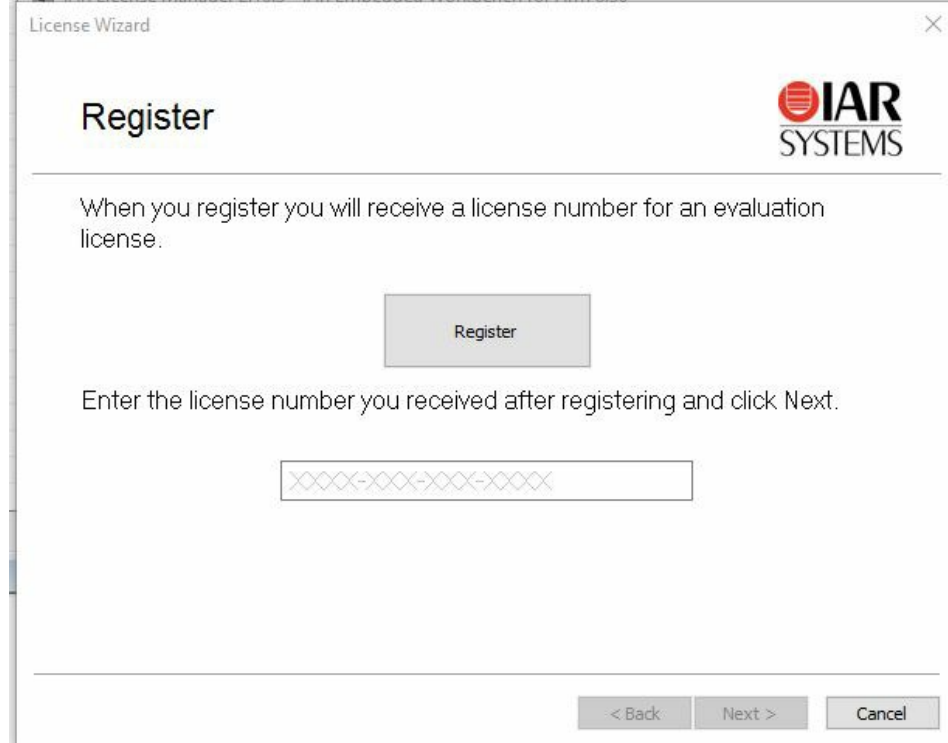 License Wizard
Register
IAR
SYSTEMS
When you register you will receive a license number for an evaluation
license.
Register
Enter the license number you received after registering and click Next.
XXXX-XXX-XXX-XXXX
< Back
Next >
Cancel